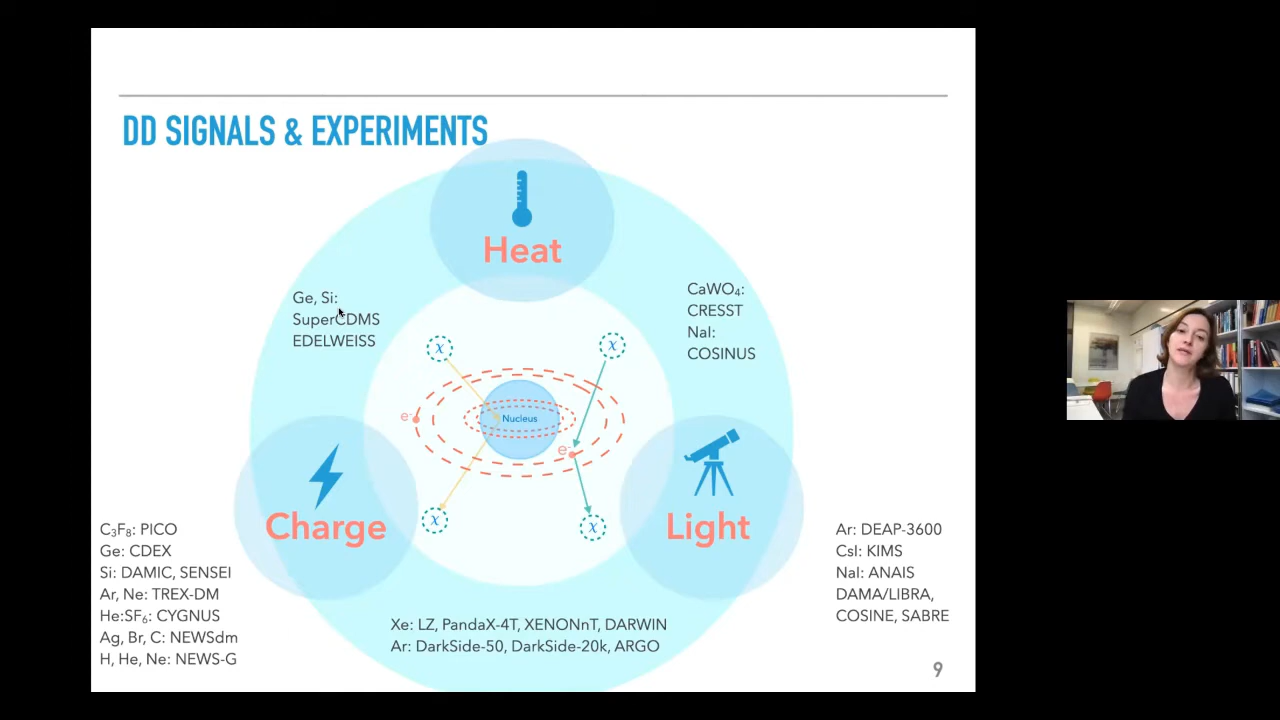 DD SIGNALS & EXPERIMENTS
Heat
Ge, Si:
SuperCDMS
EDELWEISS
CaWO₄:
CRESST
NaI:
COSINUS
χ
χ
e⁻
Nucleus
e⁻
χ
χ
Charge
Light
C₃F₈: PICO
Ge: CDEX
Si: DAMIC, SENSEI
Ar, Ne: TREX-DM
He:SF₆: CYGNUS
Ag, Br, C: NEWSdm
H, He, Ne: NEWS-G
Xe: LZ, PandaX-4T, XENONnT, DARWIN
Ar: DarkSide-50, DarkSide-20k, ARGO
Ar: DEAP-3600
CsI: KIMS
NaI: ANAIS
DAMA/LIBRA,
COSINE, SABRE
9